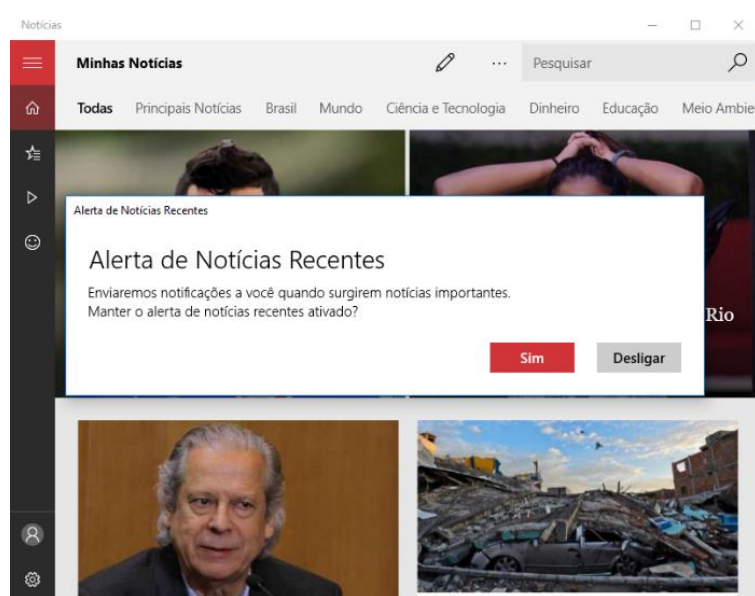 Notícias
Minhas Notícias
Pesquisar
Todas Principais Notícias Brasil Mundo Ciência e Tecnologia Dinheiro Educação Meio Ambie
Alerta de Notícias Recentes
Alerta de Notícias Recentes
Enviaremos notificações a você quando surgirem notícias importantes.
Manter o alerta de notícias recentes ativado?
Rio
Sim Desligar